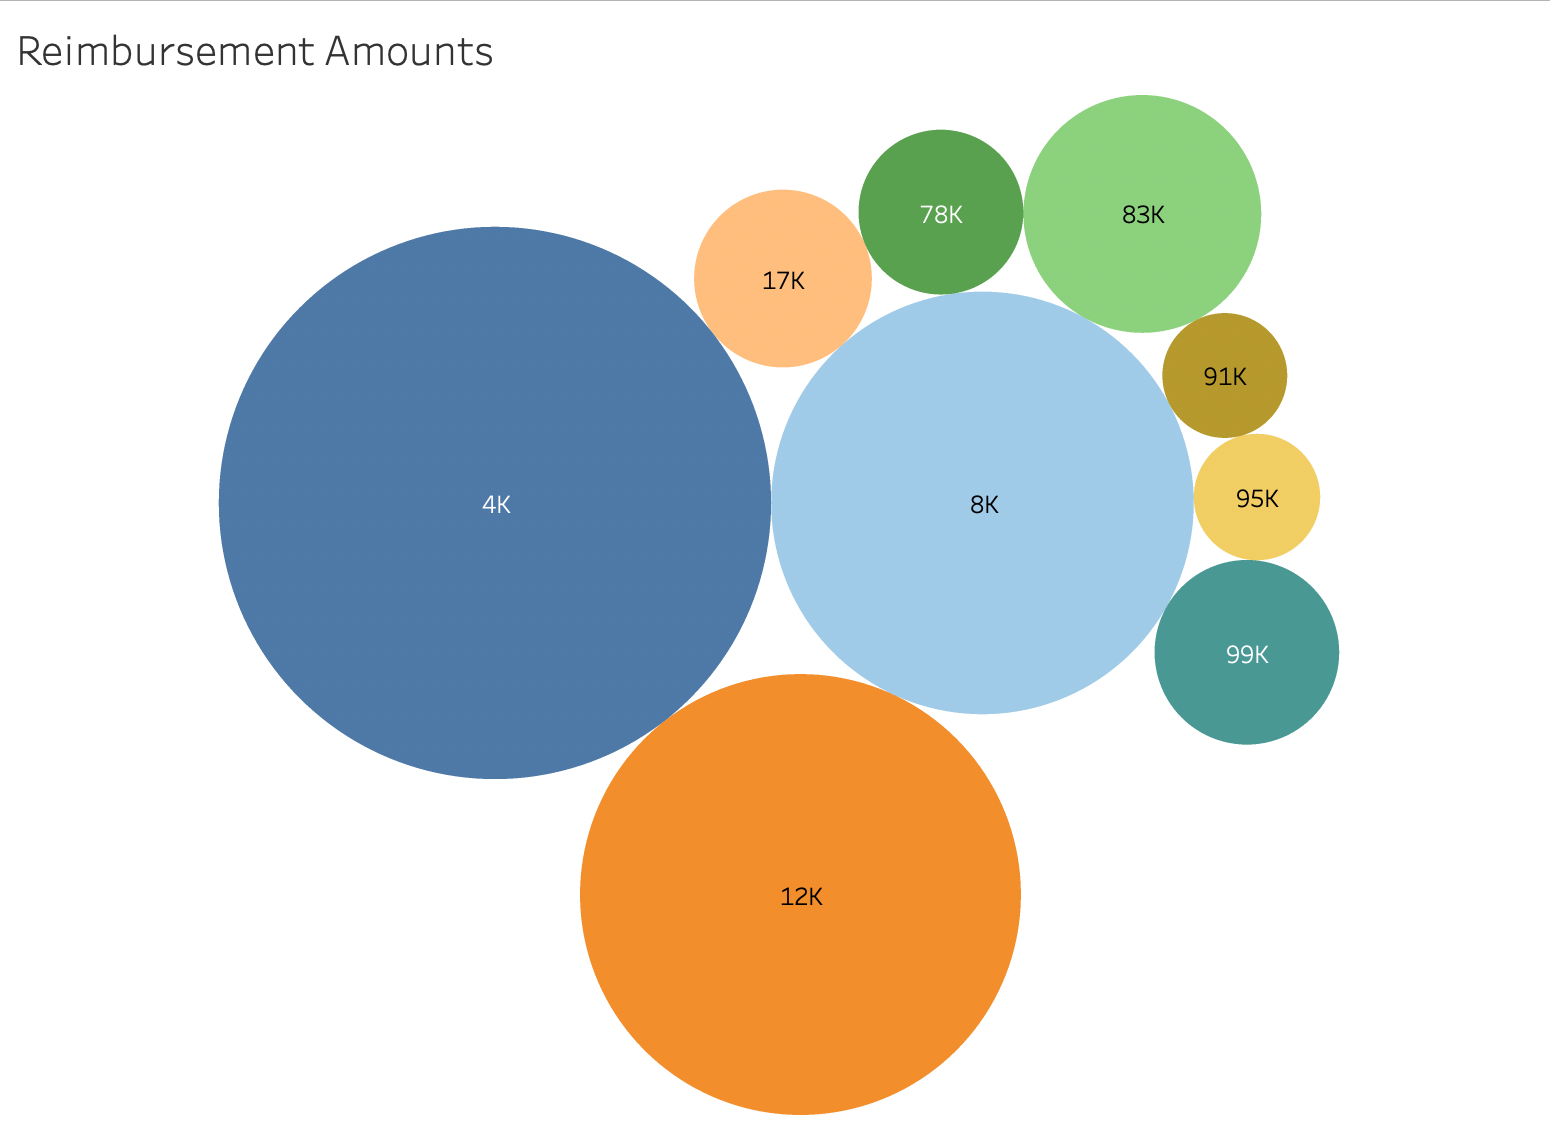 Reimbursement Amounts
78K
83K
17K
91K
4K
8K
95K
99K
12K